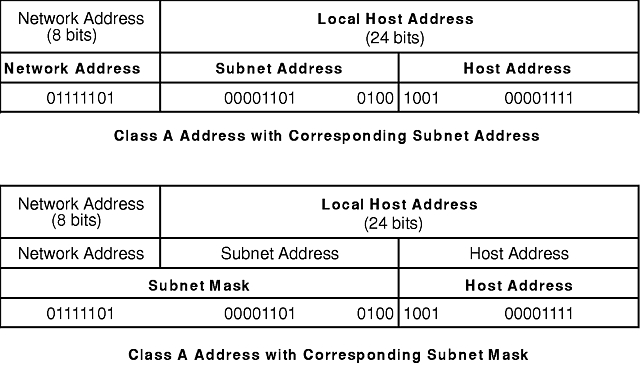 Network Address Local Host Address
(8 bits) (24 bits)
Network Address Subnet Address Host Address
01111101 00001101 0100 1001 00001111
Class A Address with Corresponding Subnet Address
Network Address Local Host Address
(8 bits) (24 bits)
Network Address Subnet Address Host Address
Subnet Mask Host Address
01111101 00001101 0100 1001 00001111
Class A Address with Corresponding Subnet Mask